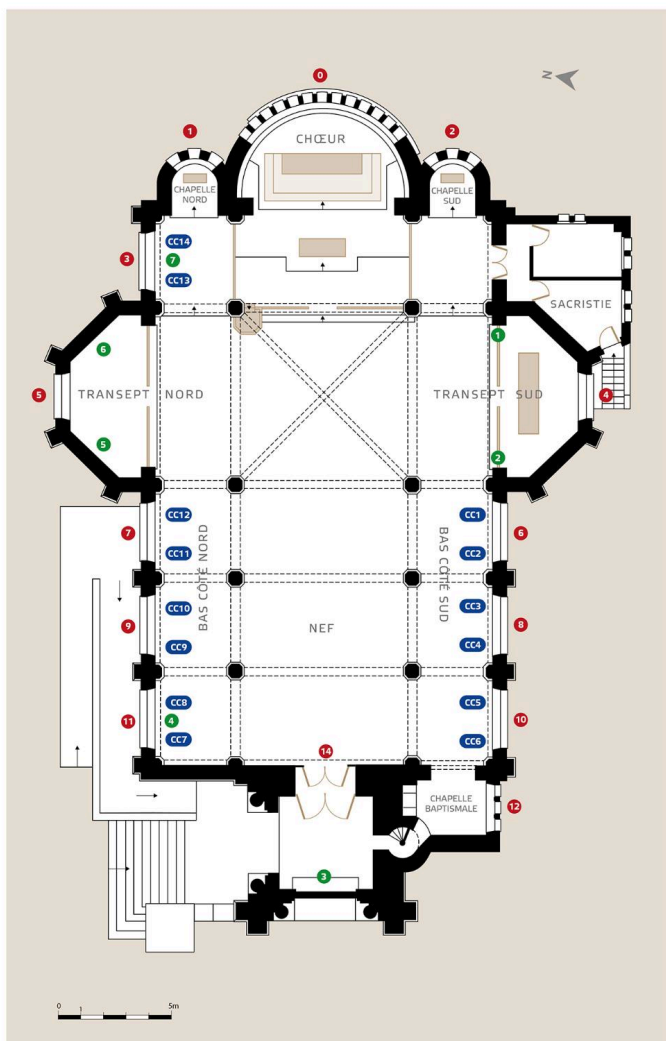 0
N
1
2
CHŒUR
CHAPELLE
NORD
CHAPELLE
SUD
CC14
3
7
CC13
SACRISTIE
1
6
TRANSEPT NORD
TRANSEPT SUD
5
4
5
2
CC12
CC1
7
6
CC11
CC2
BAS CÔTÉ NORD
BAS CÔTÉ SUD
CC10
CC3
9
NEF
8
CC9
CC4
CC8
CC5
11
4
10
CC7
CC6
14
CHAPELLE
BAPTISMALE
12
3
0 1 5m